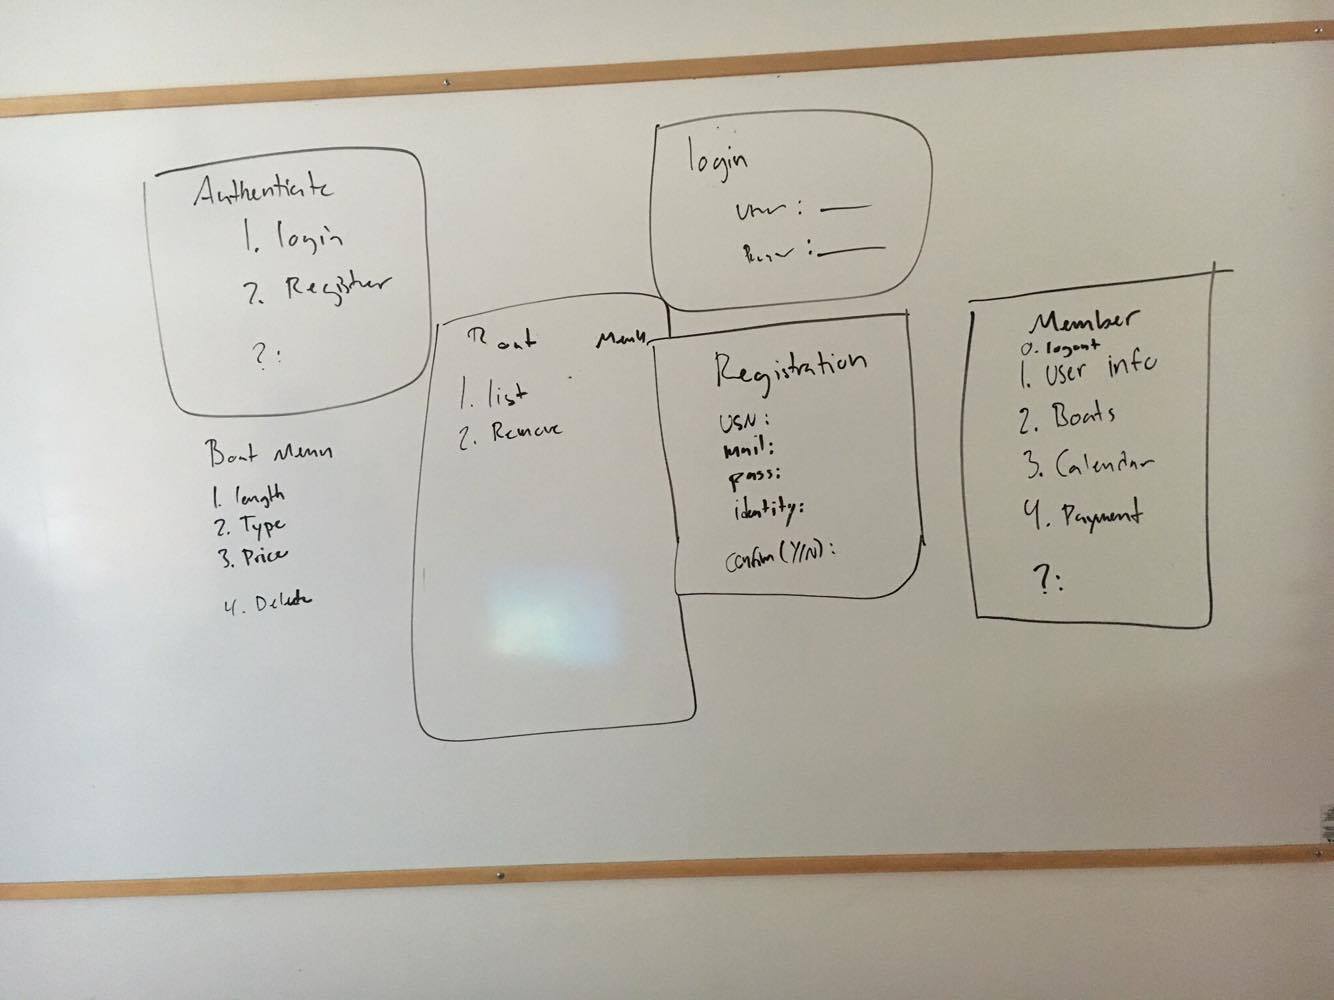 Authenticate
1. login
2. Register
?:
Boat Menu
1. length
2. Type
3. Price
4. Delete
Boat Menu
1. list
2. Remove
login
User : ___
: ___
Registration
USN:
mail:
pass:
identity:
Confirm (Y/N):
Member
0. logout
1. User info
2. Boats
3. Calendar
4. Payment
?: